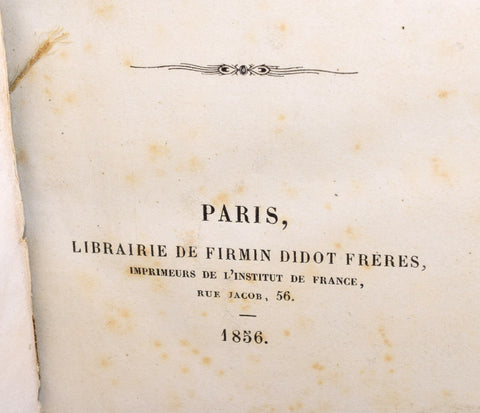 PARIS,
LIBRAIRIE DE FIRMIN DIDOT FRÈRES,
IMPRIMEURS DE L'INSTITUT DE FRANCE,
RUE JACOB, 56.
1856.